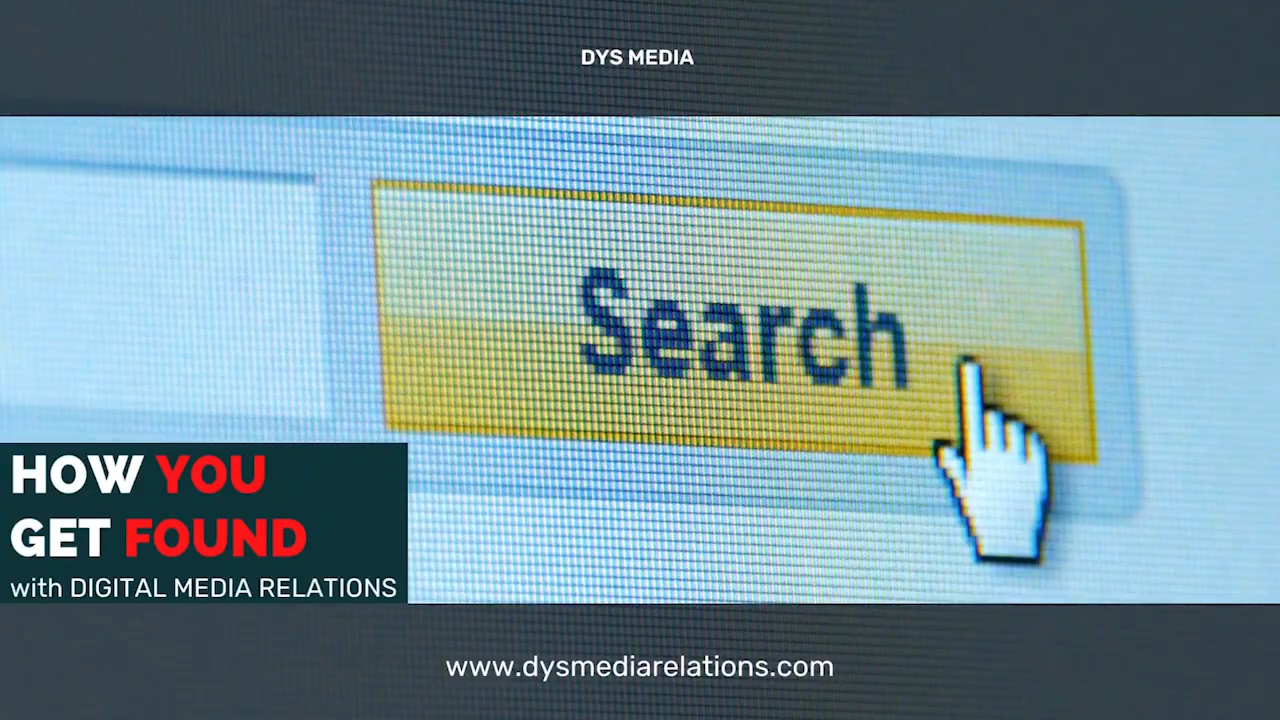 DYS MEDIA
Search
HOW YOU
GET FOUND
with DIGITAL MEDIA RELATIONS
www.dysmediarelations.com